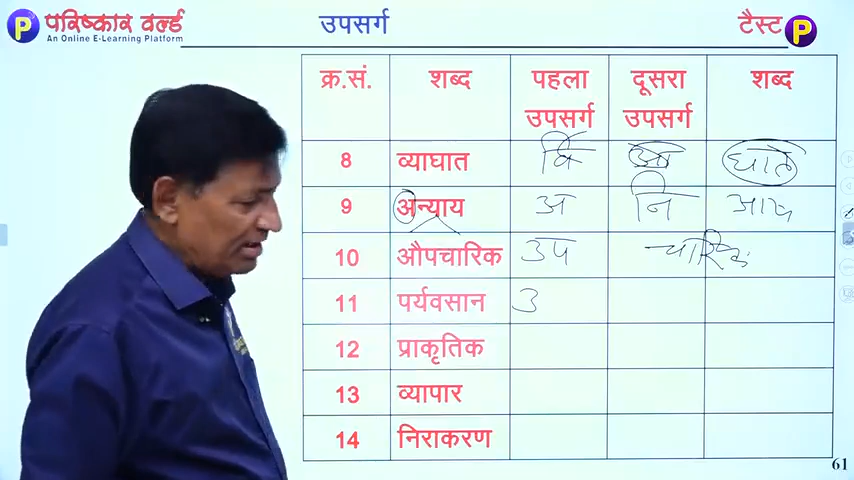 परिष्कार वर्ल्ड उपसर्ग टैस्ट
An Online E-Learning Platform
क्र.सं. शब्द पहला उपसर्ग दूसरा उपसर्ग शब्द
8 व्याघात वि आ घात
9 अन्याय अ नि आय
10 औपचारिक उप चारिक
11 पर्यवसान उ
12 प्राकृतिक
13 व्यापार
14 निराकरण
61